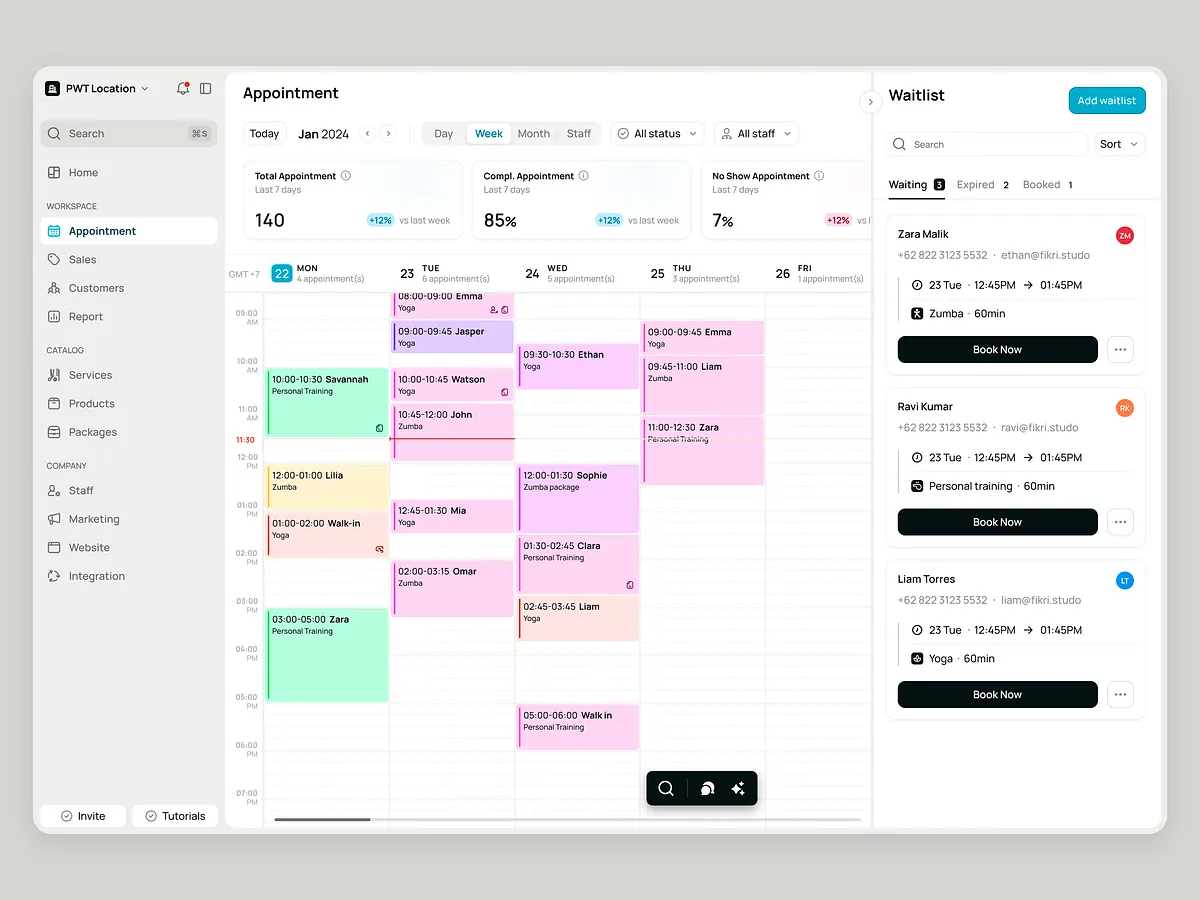 PWT Location
Search
⌘S
Home
WORKSPACE
Appointment
Sales
Customers
Report
CATALOG
Services
Products
Packages
COMPANY
Staff
Marketing
Website
Integration
Invite
Tutorials
Appointment
Today
Jan 2024
Day
Week
Month
Staff
All status
All staff
Total Appointment
Last 7 days
140
+12% vs last week
Compl. Appointment
Last 7 days
85%
+12% vs last week
No Show Appointment
Last 7 days
7%
+12% vs l
GMT +7
22 MON
4 appointment(s)
23 TUE
6 appointment(s)
24 WED
5 appointment(s)
25 THU
3 appointment(s)
26 FRI
1 appointment(s)
09:00 AM
10:00 AM
11:00 AM
11:30
12:00 PM
01:00 PM
02:00 PM
03:00 PM
04:00 PM
05:00 PM
06:00 PM
07:00 PM
10:00-10:30 Savannah
Personal Training
12:00-01:00 Lilia
Zumba
01:00-02:00 Walk-in
Yoga
03:00-05:00 Zara
Personal Training
08:00-09:00 Emma
Yoga
09:00-09:45 Jasper
Yoga
10:00-10:45 Watson
Yoga
10:45-12:00 John
Zumba
12:45-01:30 Mia
Yoga
02:00-03:15 Omar
Zumba
09:30-10:30 Ethan
Yoga
12:00-01:30 Sophie
Zumba package
01:30-02:45 Clara
Personal Training
02:45-03:45 Liam
Yoga
05:00-06:00 Walk in
Personal Training
09:00-09:45 Emma
Yoga
09:45-11:00 Liam
Zumba
11:00-12:30 Zara
Personal Training
Waitlist
Add waitlist
Search
Sort
Waiting 3
Expired 2
Booked 1
Zara Malik
ZM
+62 822 3123 5532 · ethan@fikri.studo
23 Tue · 12:45PM → 01:45PM
Zumba · 60min
Book Now
Ravi Kumar
RK
+62 822 3123 5532 · ravi@fikri.studo
23 Tue · 12:45PM → 01:45PM
Personal training · 60min
Book Now
Liam Torres
LT
+62 822 3123 5532 · liam@fikri.studo
23 Tue · 12:45PM → 01:45PM
Yoga · 60min
Book Now